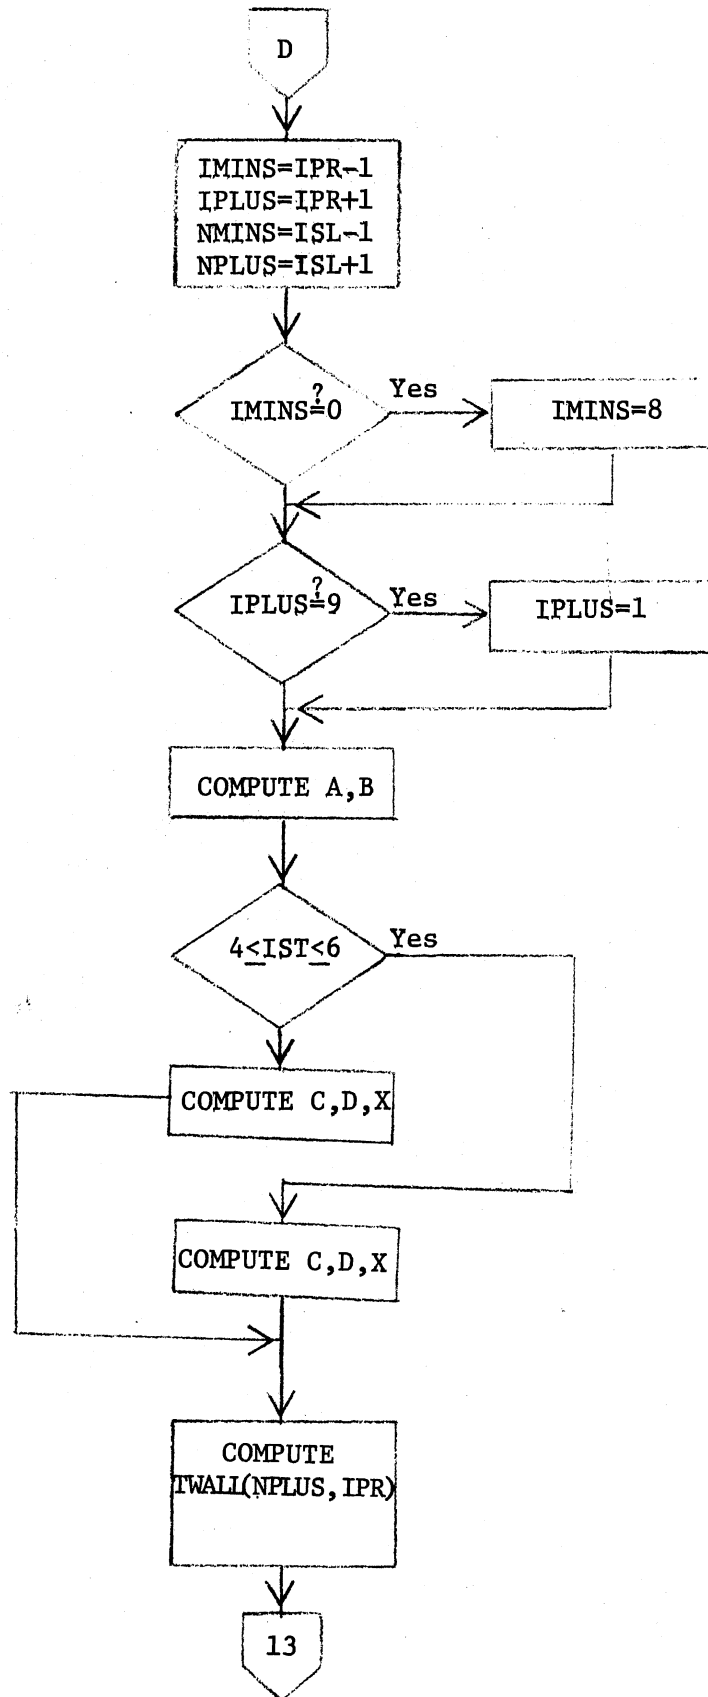 D
IMINS=IPR-1
IPLUS=IPR+1
NMINS=ISL-1
NPLUS=ISL+1
IMINS≟0
Yes
IMINS=8
IPLUS≟9
Yes
IPLUS=1
COMPUTE A,B
4≤IST≤6
Yes
COMPUTE C,D,X
COMPUTE C,D,X
COMPUTE
TWALL(NPLUS,IPR)
13